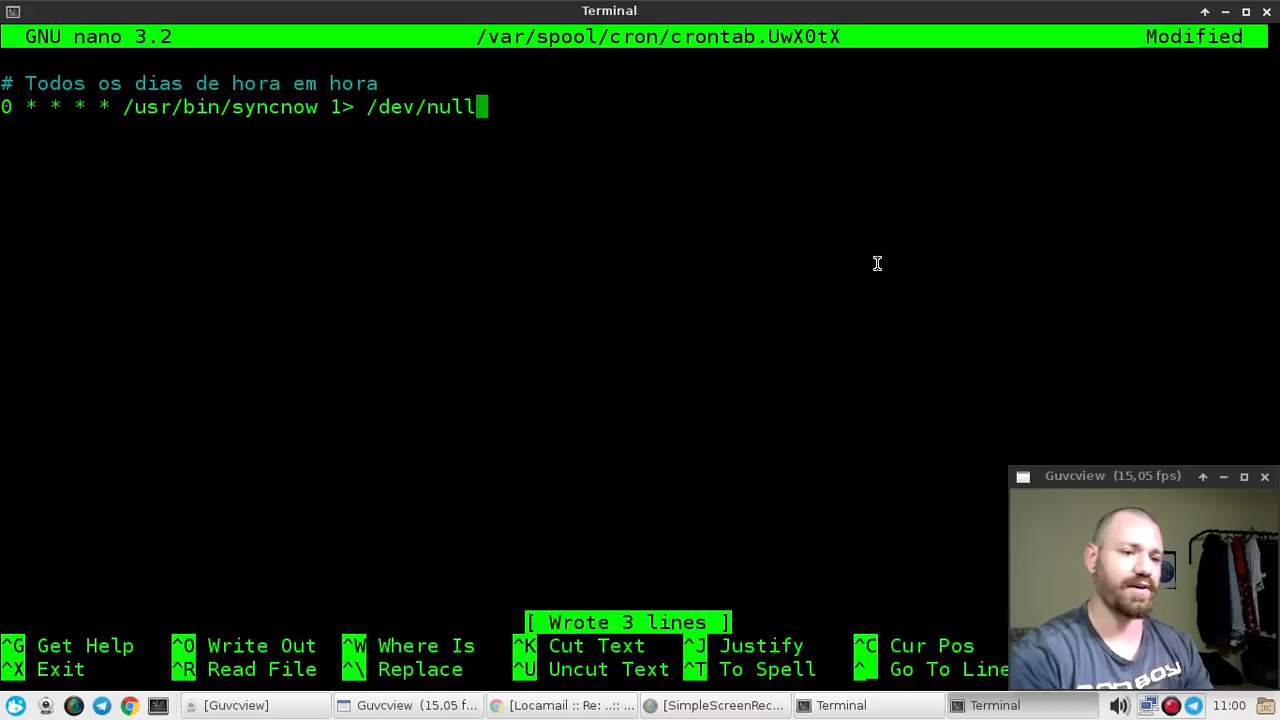 Terminal
GNU nano 3.2 /var/spool/cron/crontab.UwX0tX Modified
# Todos os dias de hora em hora
0 * * * * /usr/bin/syncnow 1> /dev/null
Guvcview (15,05 fps)
[ Wrote 3 lines ]
^G Get Help ^O Write Out ^W Where Is ^K Cut Text ^J Justify ^C Cur Pos
^X Exit ^R Read File ^\ Replace ^U Uncut Text ^T To Spell ^_ Go To Line
[Guvcview] Guvcview (15,05 f... [Locamail :: Re: ..:: ... [SimpleScreenRec... Terminal Terminal 11:00